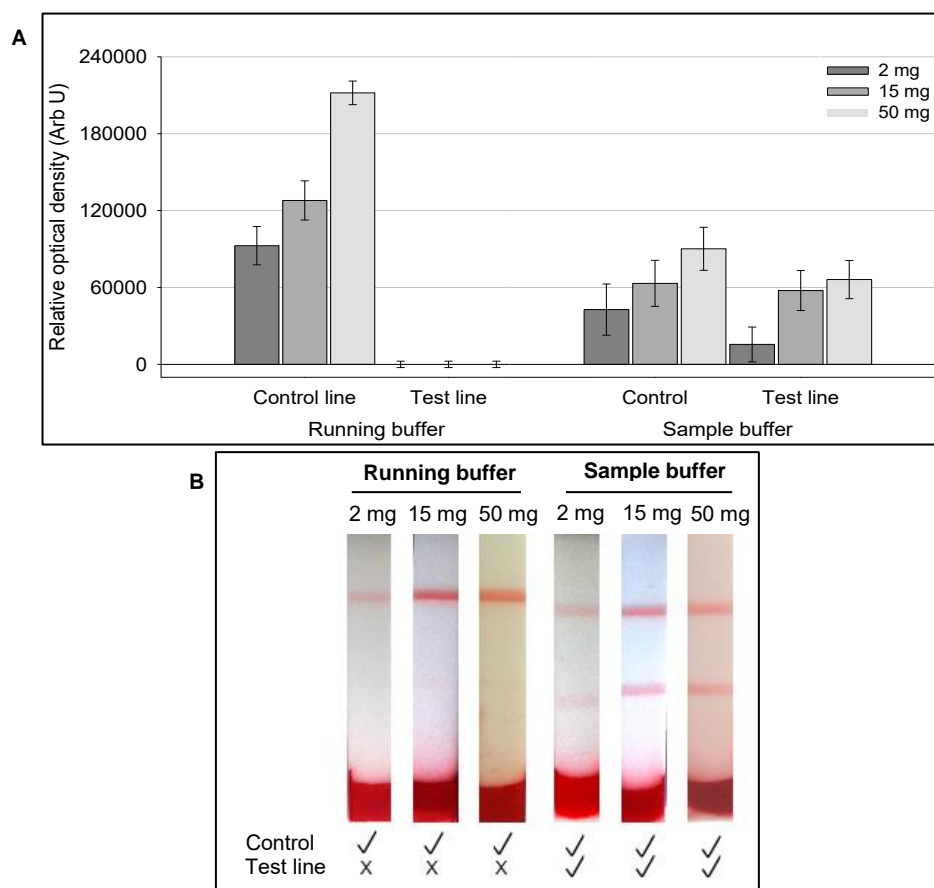 A
240000
180000
120000
60000
0
Relative optical density (Arb U)
2 mg
15 mg
50 mg
Control line Test line Control Test line
Running buffer Sample buffer
B
Running buffer Sample buffer
2 mg 15 mg 50 mg 2 mg 15 mg 50 mg
Control ✓ ✓ ✓ ✓ ✓ ✓
Test line x x x ✓ ✓ ✓